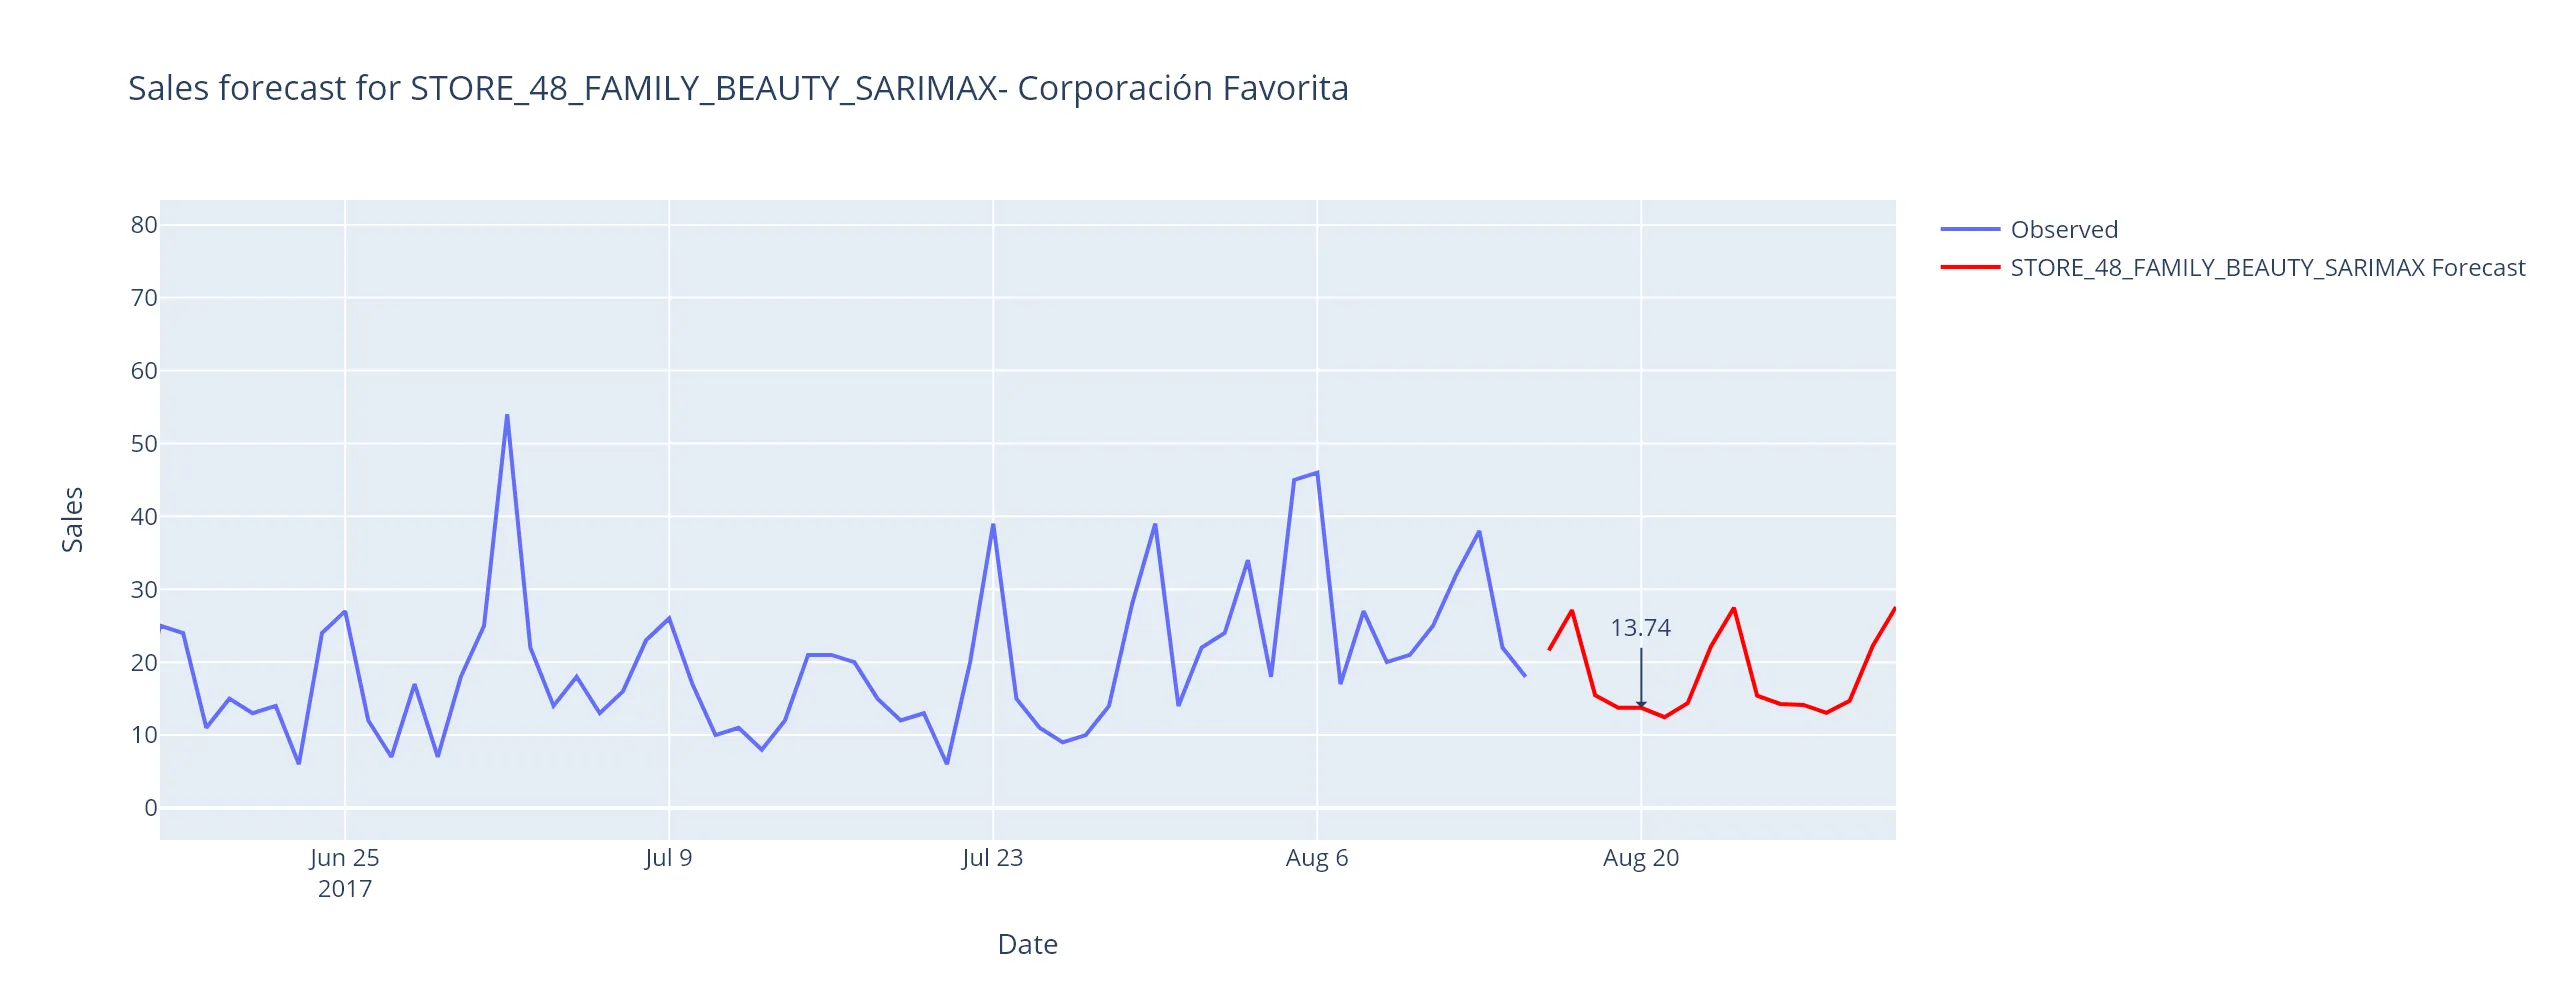 Sales forecast for STORE_48_FAMILY_BEAUTY_SARIMAX- Corporación Favorita
Observed
STORE_48_FAMILY_BEAUTY_SARIMAX Forecast
80
70
60
50
40
30
20
10
0
Sales
13.74
Jun 25
2017
Jul 9
Jul 23
Aug 6
Aug 20
Date